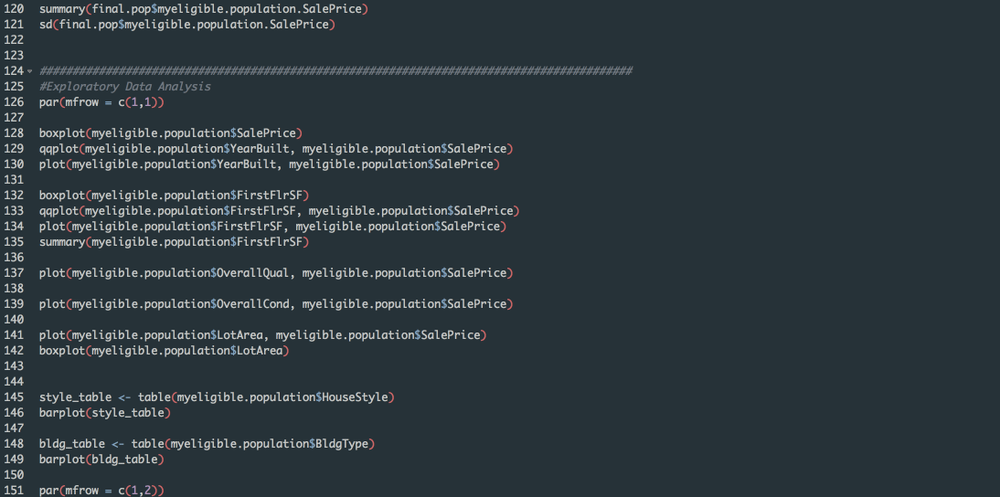 120 summary(final.pop$myeligible.population.SalePrice)
121 sd(final.pop$myeligible.population.SalePrice)
122
123
124 ##########################################################################################
125 #Exploratory Data Analysis
126 par(mfrow = c(1,1))
127
128 boxplot(myeligible.population$SalePrice)
129 qqplot(myeligible.population$YearBuilt, myeligible.population$SalePrice)
130 plot(myeligible.population$YearBuilt, myeligible.population$SalePrice)
131
132 boxplot(myeligible.population$FirstFlrSF)
133 qqplot(myeligible.population$FirstFlrSF, myeligible.population$SalePrice)
134 plot(myeligible.population$FirstFlrSF, myeligible.population$SalePrice)
135 summary(myeligible.population$FirstFlrSF)
136
137 plot(myeligible.population$OverallQual, myeligible.population$SalePrice)
138
139 plot(myeligible.population$OverallCond, myeligible.population$SalePrice)
140
141 plot(myeligible.population$LotArea, myeligible.population$SalePrice)
142 boxplot(myeligible.population$LotArea)
143
144
145 style_table <- table(myeligible.population$HouseStyle)
146 barplot(style_table)
147
148 bldg_table <- table(myeligible.population$BldgType)
149 barplot(bldg_table)
150
151 par(mfrow = c(1,2))